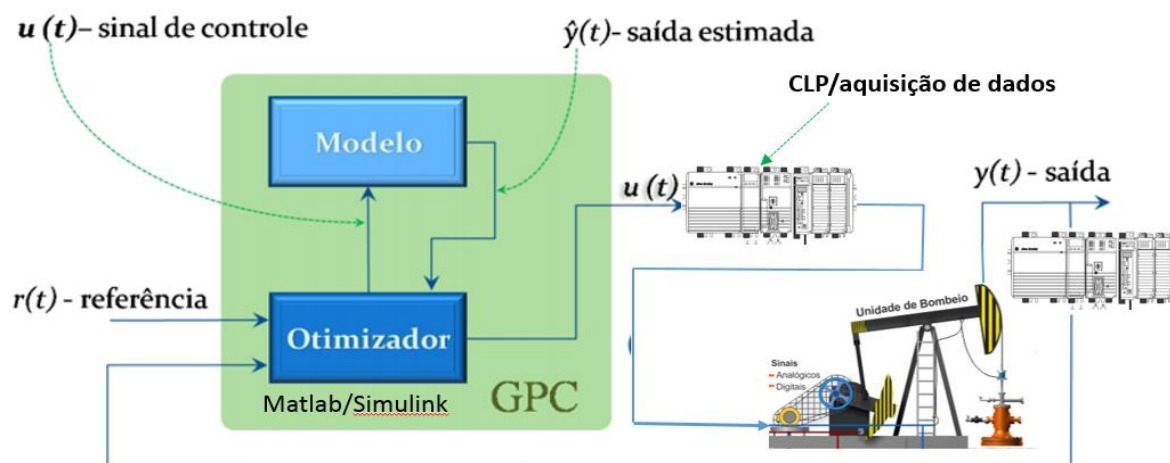 u (t)– sinal de controle
ŷ(t)- saída estimada
CLP/aquisição de dados
Modelo
u (t)
y(t) - saída
r(t) - referência
Otimizador
Matlab/Simulink
GPC
Unidade de Bombeio
Sinais
Analógicos
Digitais